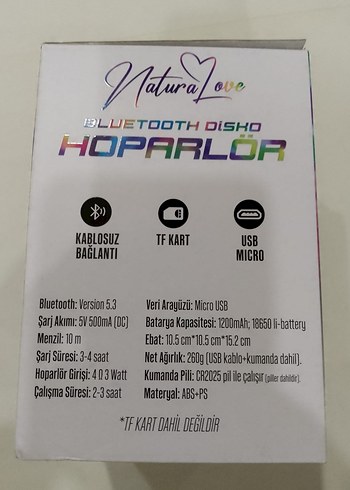 NaturaLove
BLUETOOTH DİSKO
HOPARLÖR
KABLOSUZ
BAĞLANTI
TF KART
USB
MICRO
Bluetooth: Version 5.3
Şarj Akımı: 5V 500mA (DC)
Menzil: 10 m
Şarj Süresi: 3-4 saat
Hoparlör Girişi: 4 Ω 3 Watt
Çalışma Süresi: 2-3 saat
Veri Arayüzü: Micro USB
Batarya Kapasitesi: 1200mAh; 18650 li-battery
Ebat: 10.5 cm*10.5 cm*15.2 cm
Net Ağırlık: 260g (USB kablo+kumanda dahil).
Kumanda Pili: CR2025 pil ile çalışır (piller dahildir).
Materyal: ABS+PS
*TF KART DAHİL DEĞİLDİR